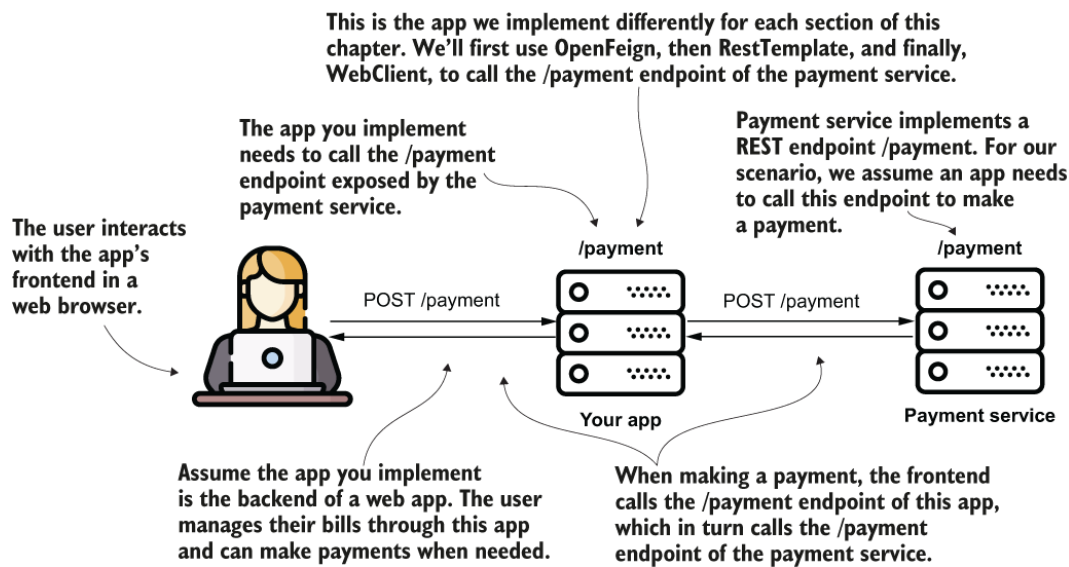 This is the app we implement differently for each section of this
chapter. We'll first use OpenFeign, then RestTemplate, and finally,
WebClient, to call the /payment endpoint of the payment service.
The app you implement
needs to call the /payment
endpoint exposed by the
payment service.
Payment service implements a
REST endpoint /payment. For our
scenario, we assume an app needs
to call this endpoint to make
a payment.
The user interacts
with the app's
frontend in a
web browser.
/payment
/payment
POST /payment
POST /payment
Your app
Payment service
Assume the app you implement
is the backend of a web app. The user
manages their bills through this app
and can make payments when needed.
When making a payment, the frontend
calls the /payment endpoint of this app,
which in turn calls the /payment
endpoint of the payment service.